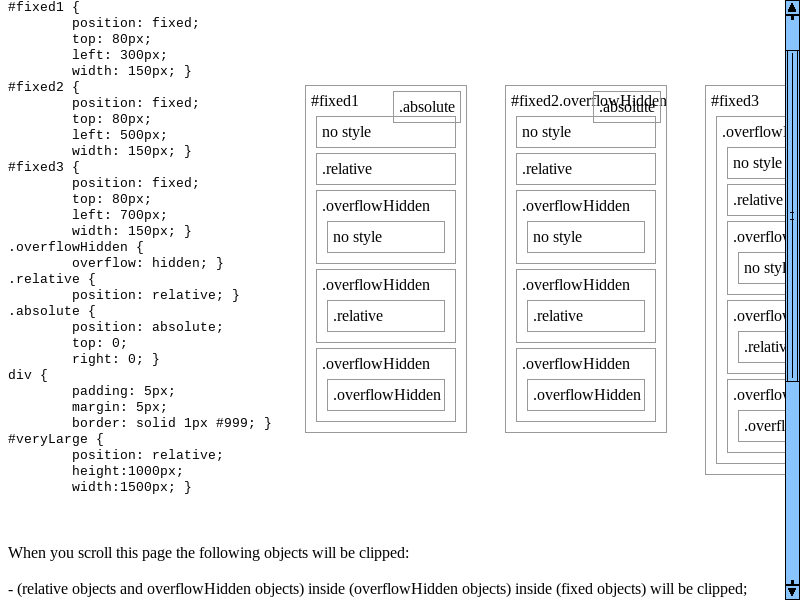 #fixed1 {
position: fixed;
top: 80px;
left: 300px;
width: 150px; }
#fixed2 {
position: fixed;
top: 80px;
left: 500px;
width: 150px; }
#fixed3 {
position: fixed;
top: 80px;
left: 700px;
width: 150px; }
.overflowHidden {
overflow: hidden; }
.relative {
position: relative; }
.absolute {
position: absolute;
top: 0;
right: 0; }
div {
padding: 5px;
margin: 5px;
border: solid 1px #999; }
#veryLarge {
position: relative;
height:1000px;
width:1500px; }
#fixed1
.absolute
no style
.relative
.overflowHidden
no style
.overflowHidden
.relative
.overflowHidden
.overflowHidden
#fixed2.overflowHidden
.absolute
no style
.relative
.overflowHidden
no style
.overflowHidden
.relative
.overflowHidden
.overflowHidden
#fixed3
.overflowH
no style
.relative
.overflow
no styl
.overflow
.relativ
.overflow
.overfl
When you scroll this page the following objects will be clipped:
- (relative objects and overflowHidden objects) inside (overflowHidden objects) inside (fixed objects) will be clipped;